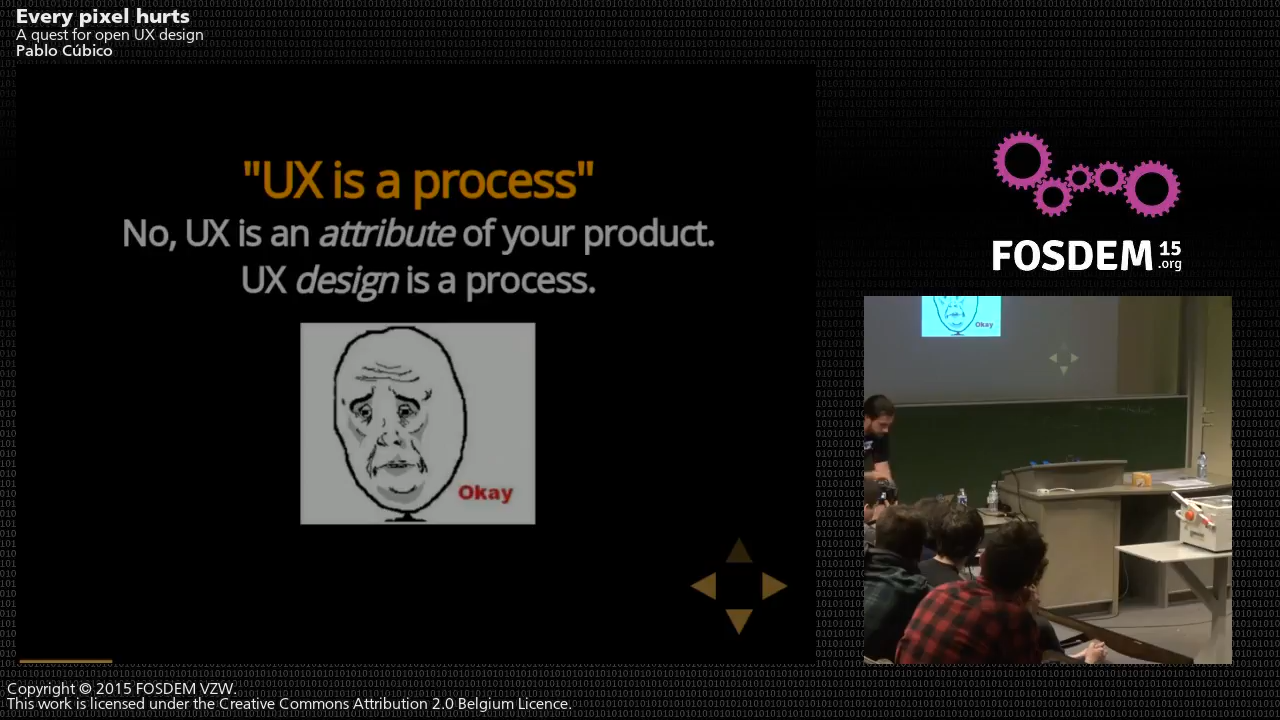 Every pixel hurts
A quest for open UX design
Pablo Cúbico
"UX is a process"
No, UX is an attribute of your product.
UX design is a process.
Okay
FOSDEM 15
.org
Okay
Copyright © 2015 FOSDEM VZW.
This work is licensed under the Creative Commons Attribution 2.0 Belgium Licence.